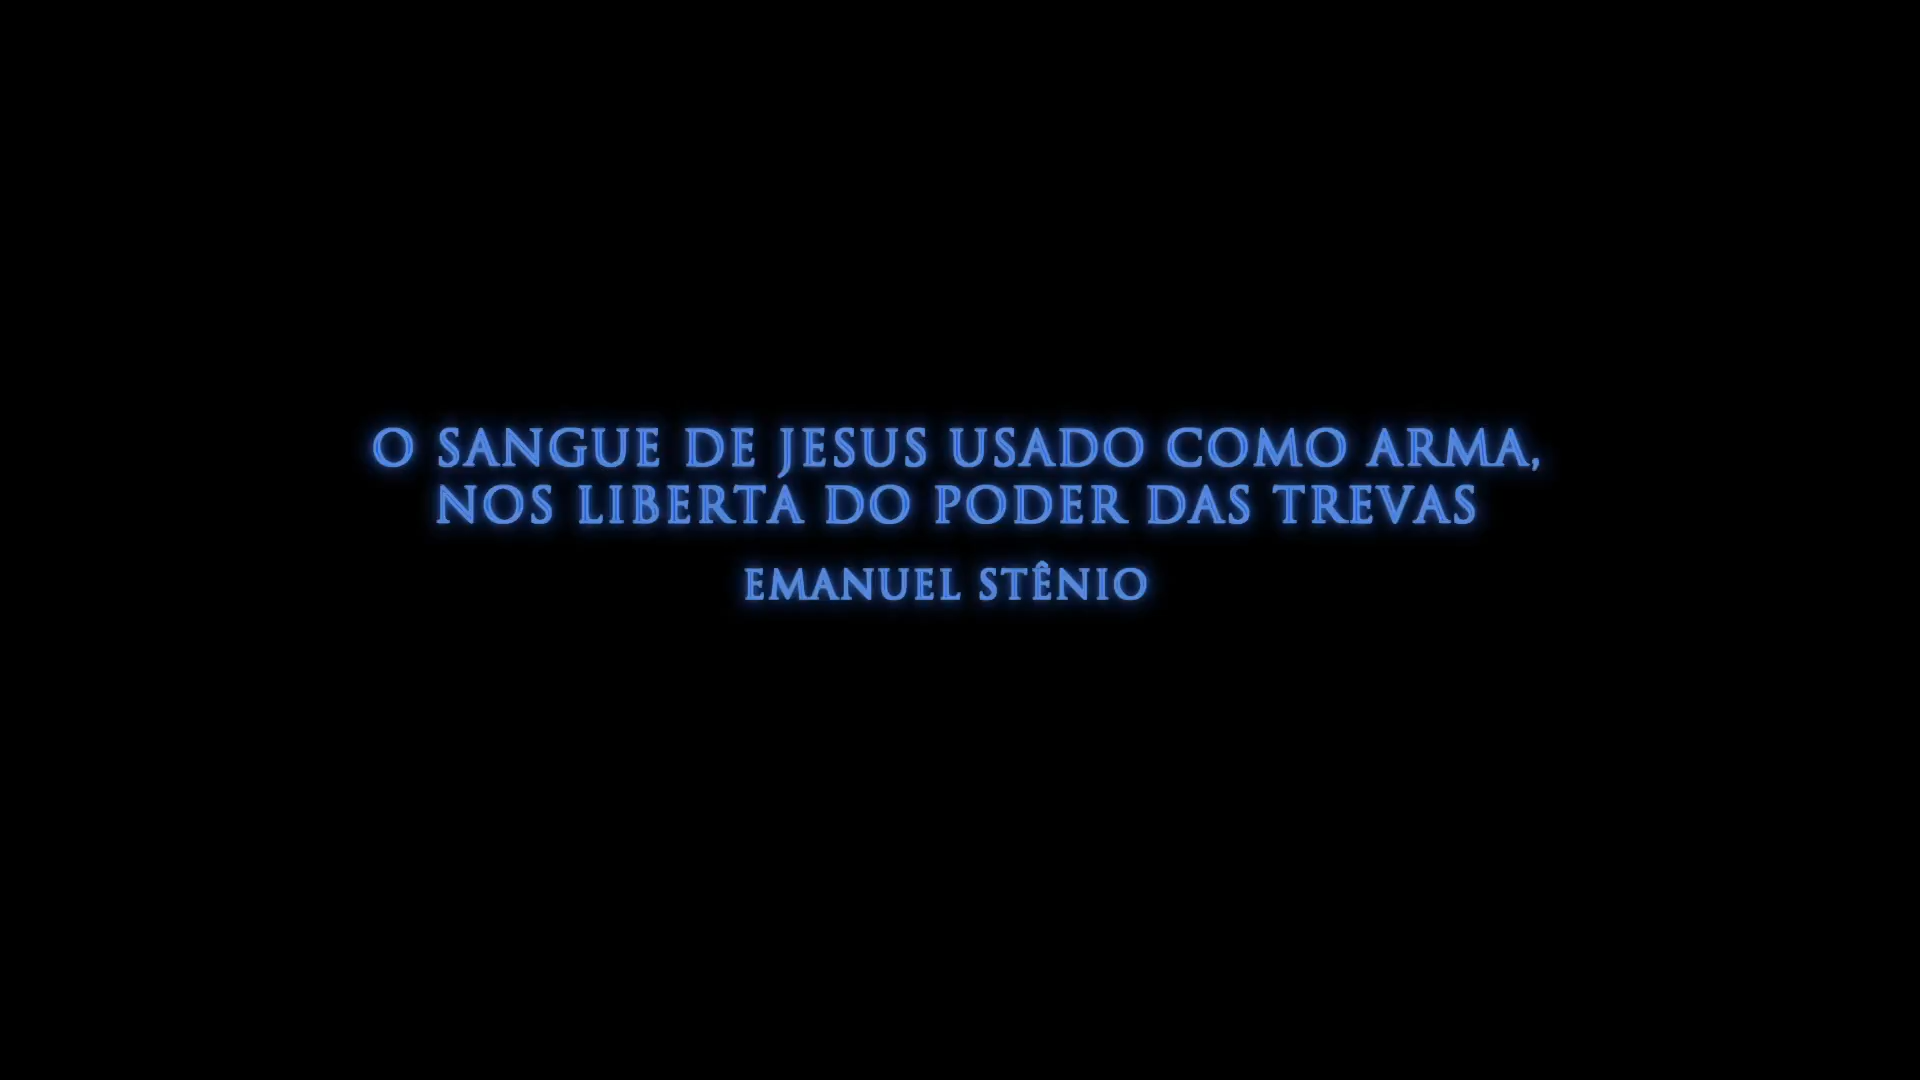 O SANGUE DE JESUS USADO COMO ARMA,
NOS LIBERTA DO PODER DAS TREVAS
EMANUEL STÊNIO